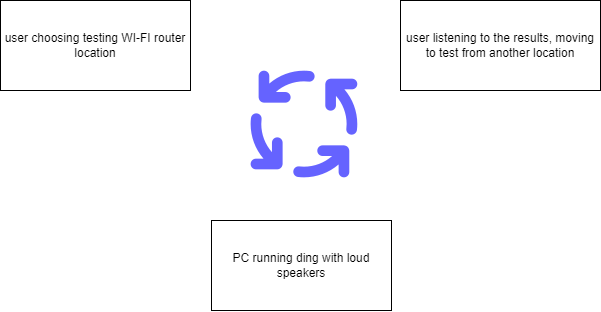 user choosing testing WI-FI router
location
user listening to the results, moving
to test from another location
PC running ding with loud
speakers